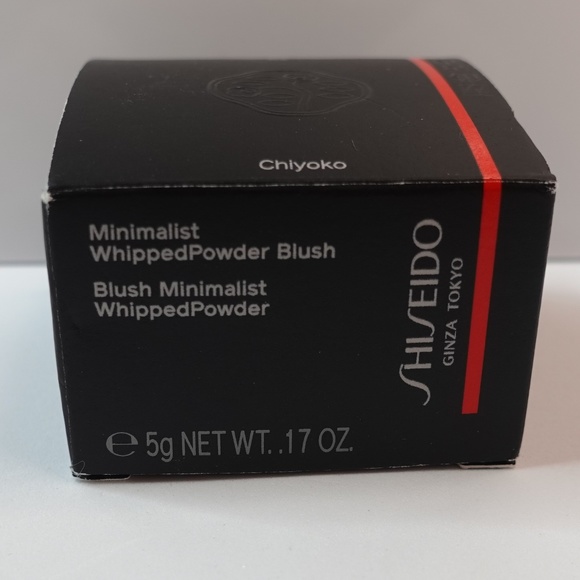 Chiyoko
Minimalist
WhippedPowder Blush
Blush Minimalist
WhippedPowder
SHISEIDO
GINZA TOKYO
℮ 5g NET WT. .17 OZ.